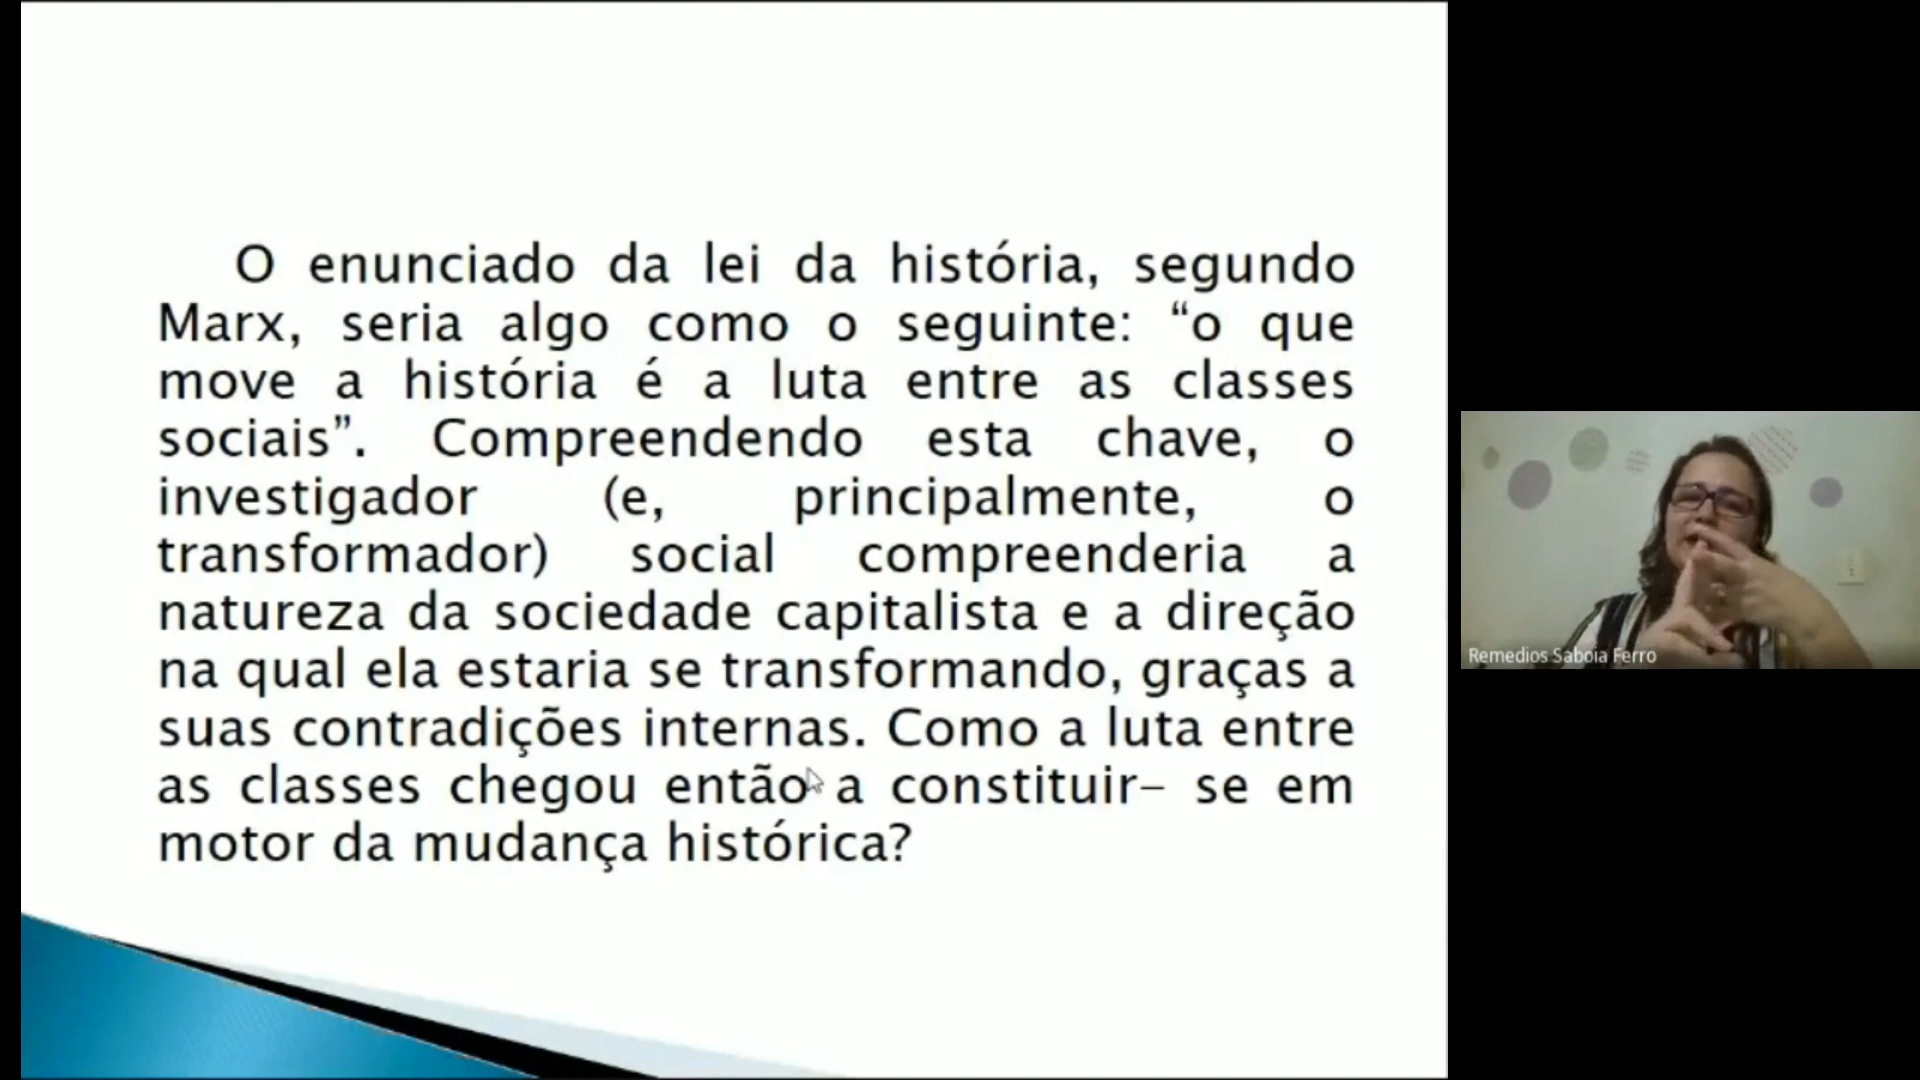 O enunciado da lei da história, segundo
Marx, seria algo como o seguinte: “o que
move a história é a luta entre as classes
sociais”. Compreendendo esta chave, o
investigador (e, principalmente, o
transformador) social compreenderia a
natureza da sociedade capitalista e a direção
na qual ela estaria se transformando, graças a
suas contradições internas. Como a luta entre
as classes chegou então a constituir- se em
motor da mudança histórica?
Remedios Saboia Ferro